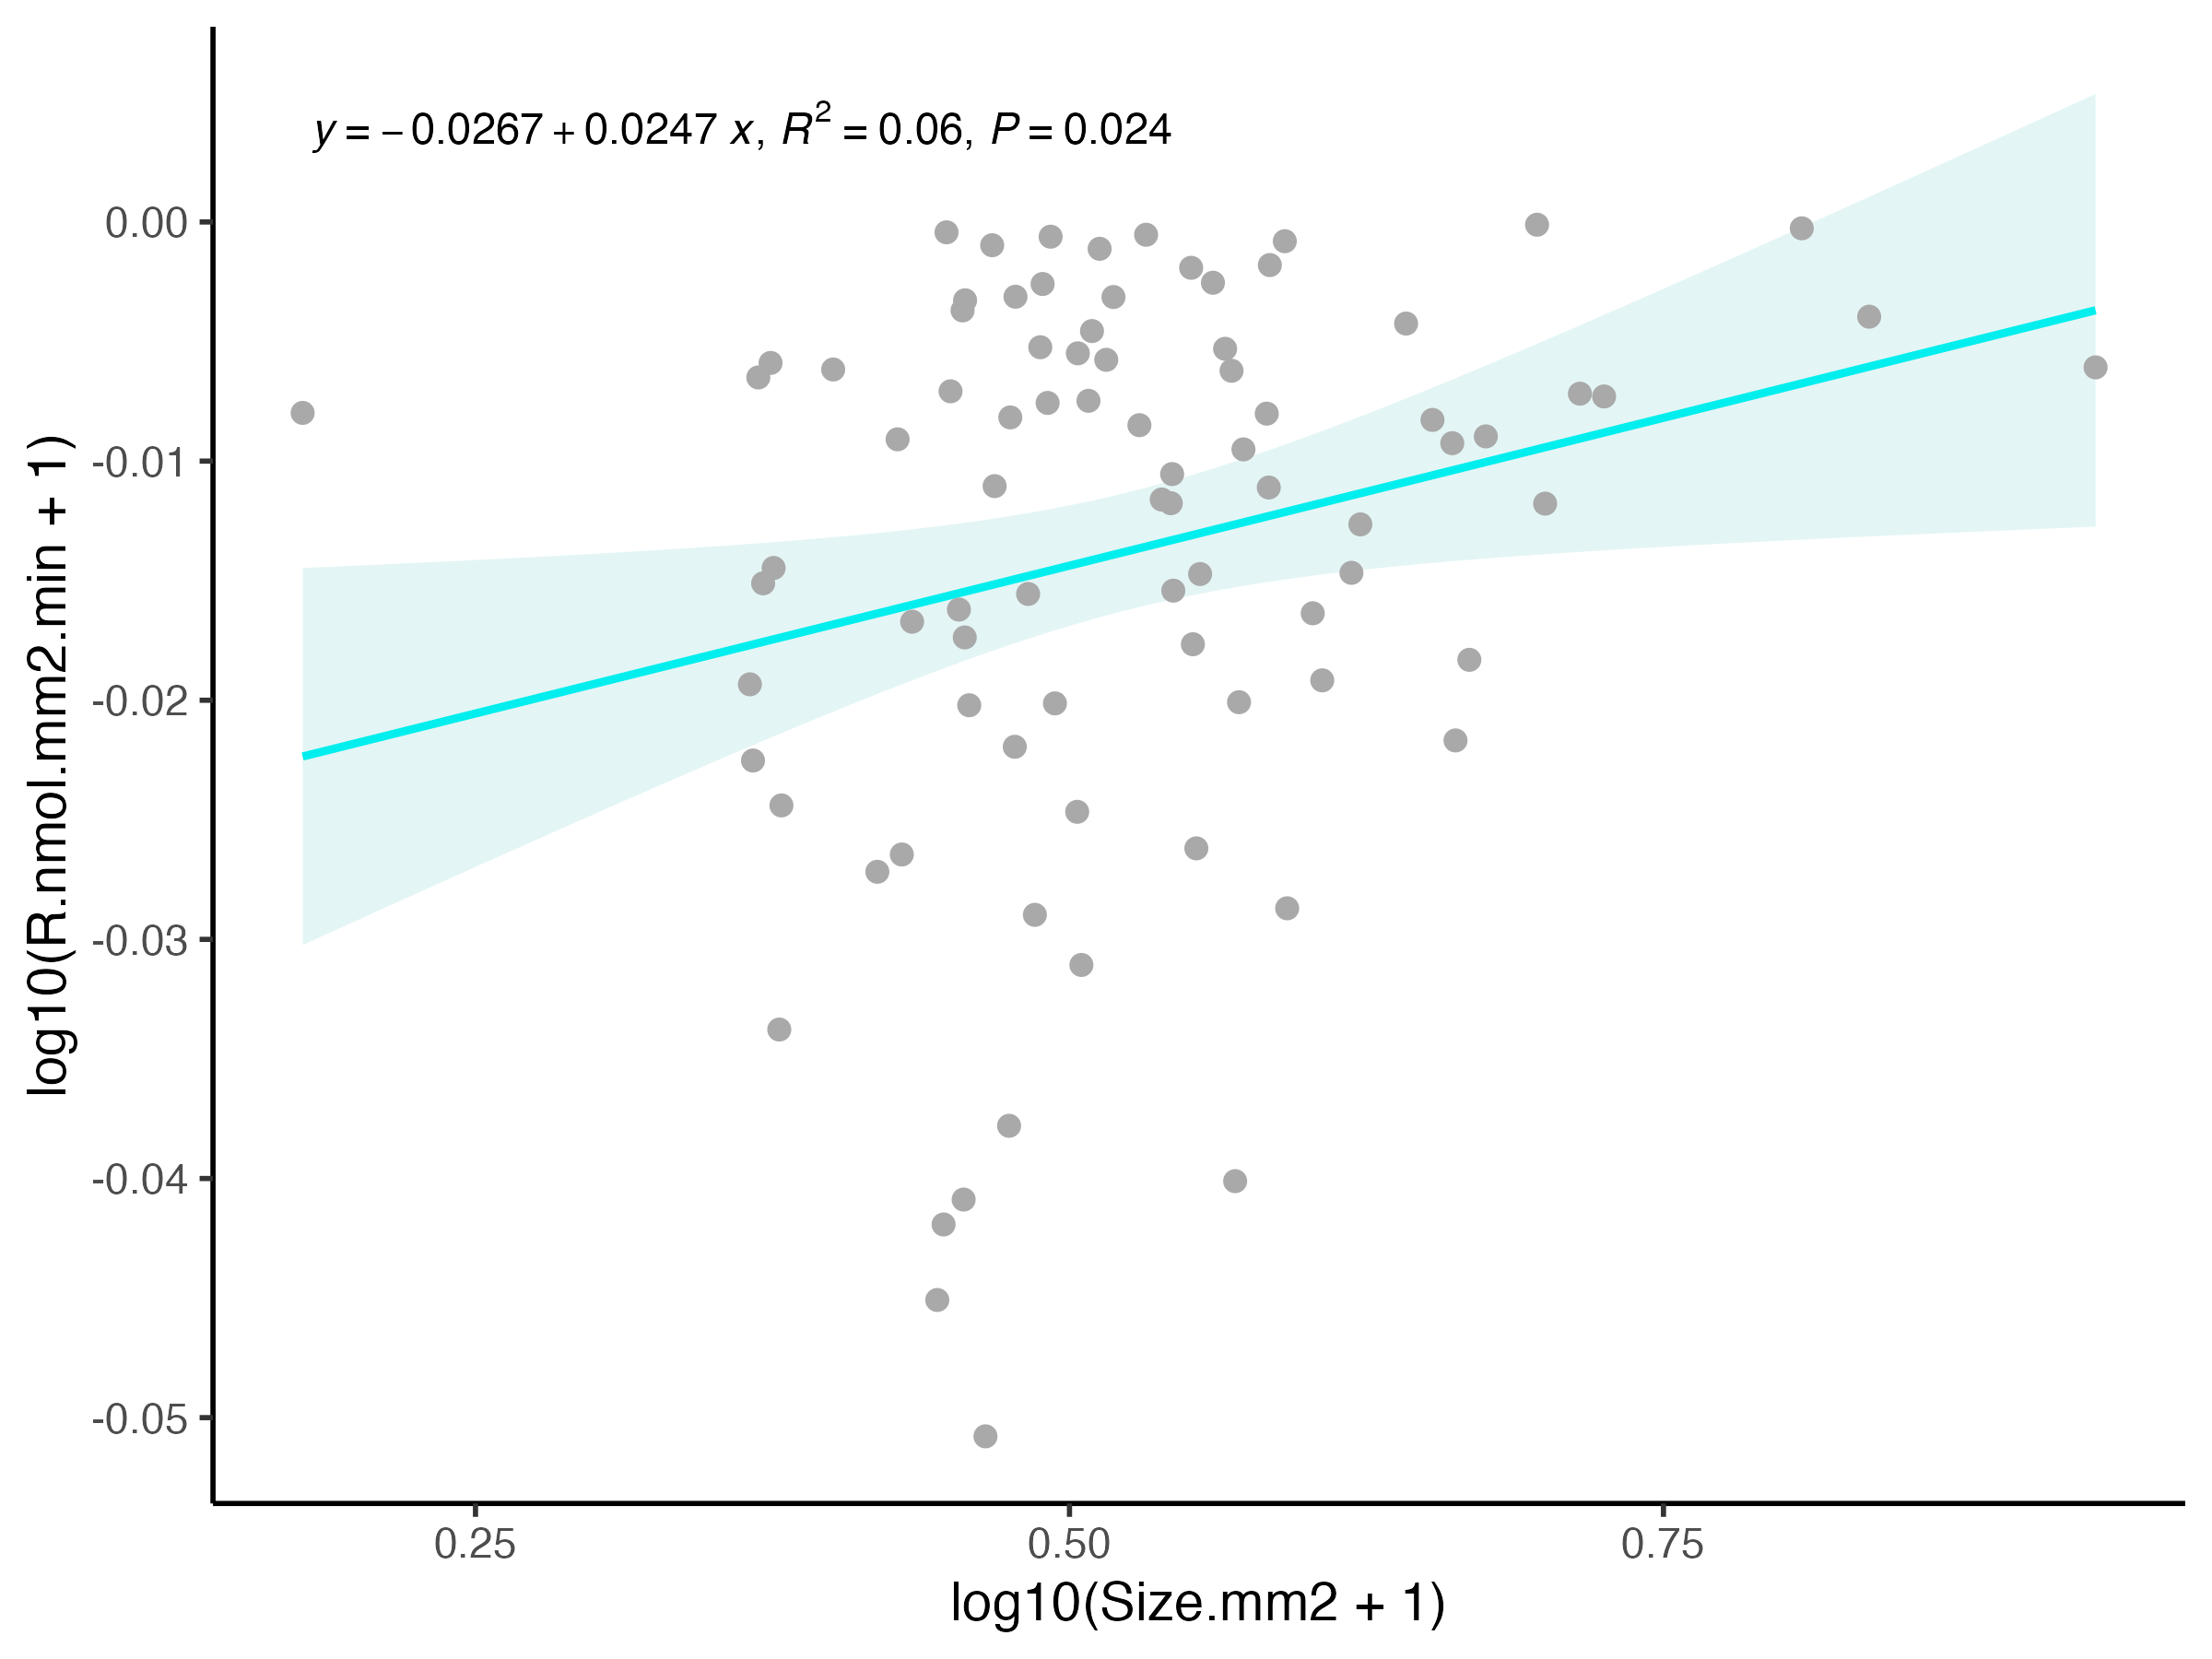 y = − 0.0267 + 0.0247 x, R² = 0.06, P = 0.024
0.00
-0.01
-0.02
-0.03
-0.04
-0.05
log10(R.nmol.mm2.min + 1)
0.25 0.50 0.75
log10(Size.mm2 + 1)